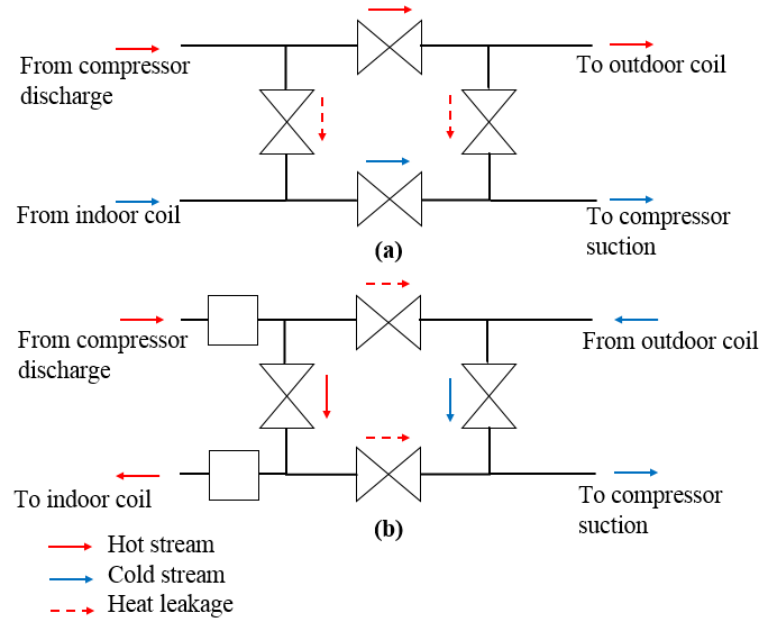 From compressor
discharge
To outdoor coil
From indoor coil
To compressor
suction
(a)
From compressor
discharge
From outdoor coil
To indoor coil
To compressor
suction
(b)
Hot stream
Cold stream
Heat leakage